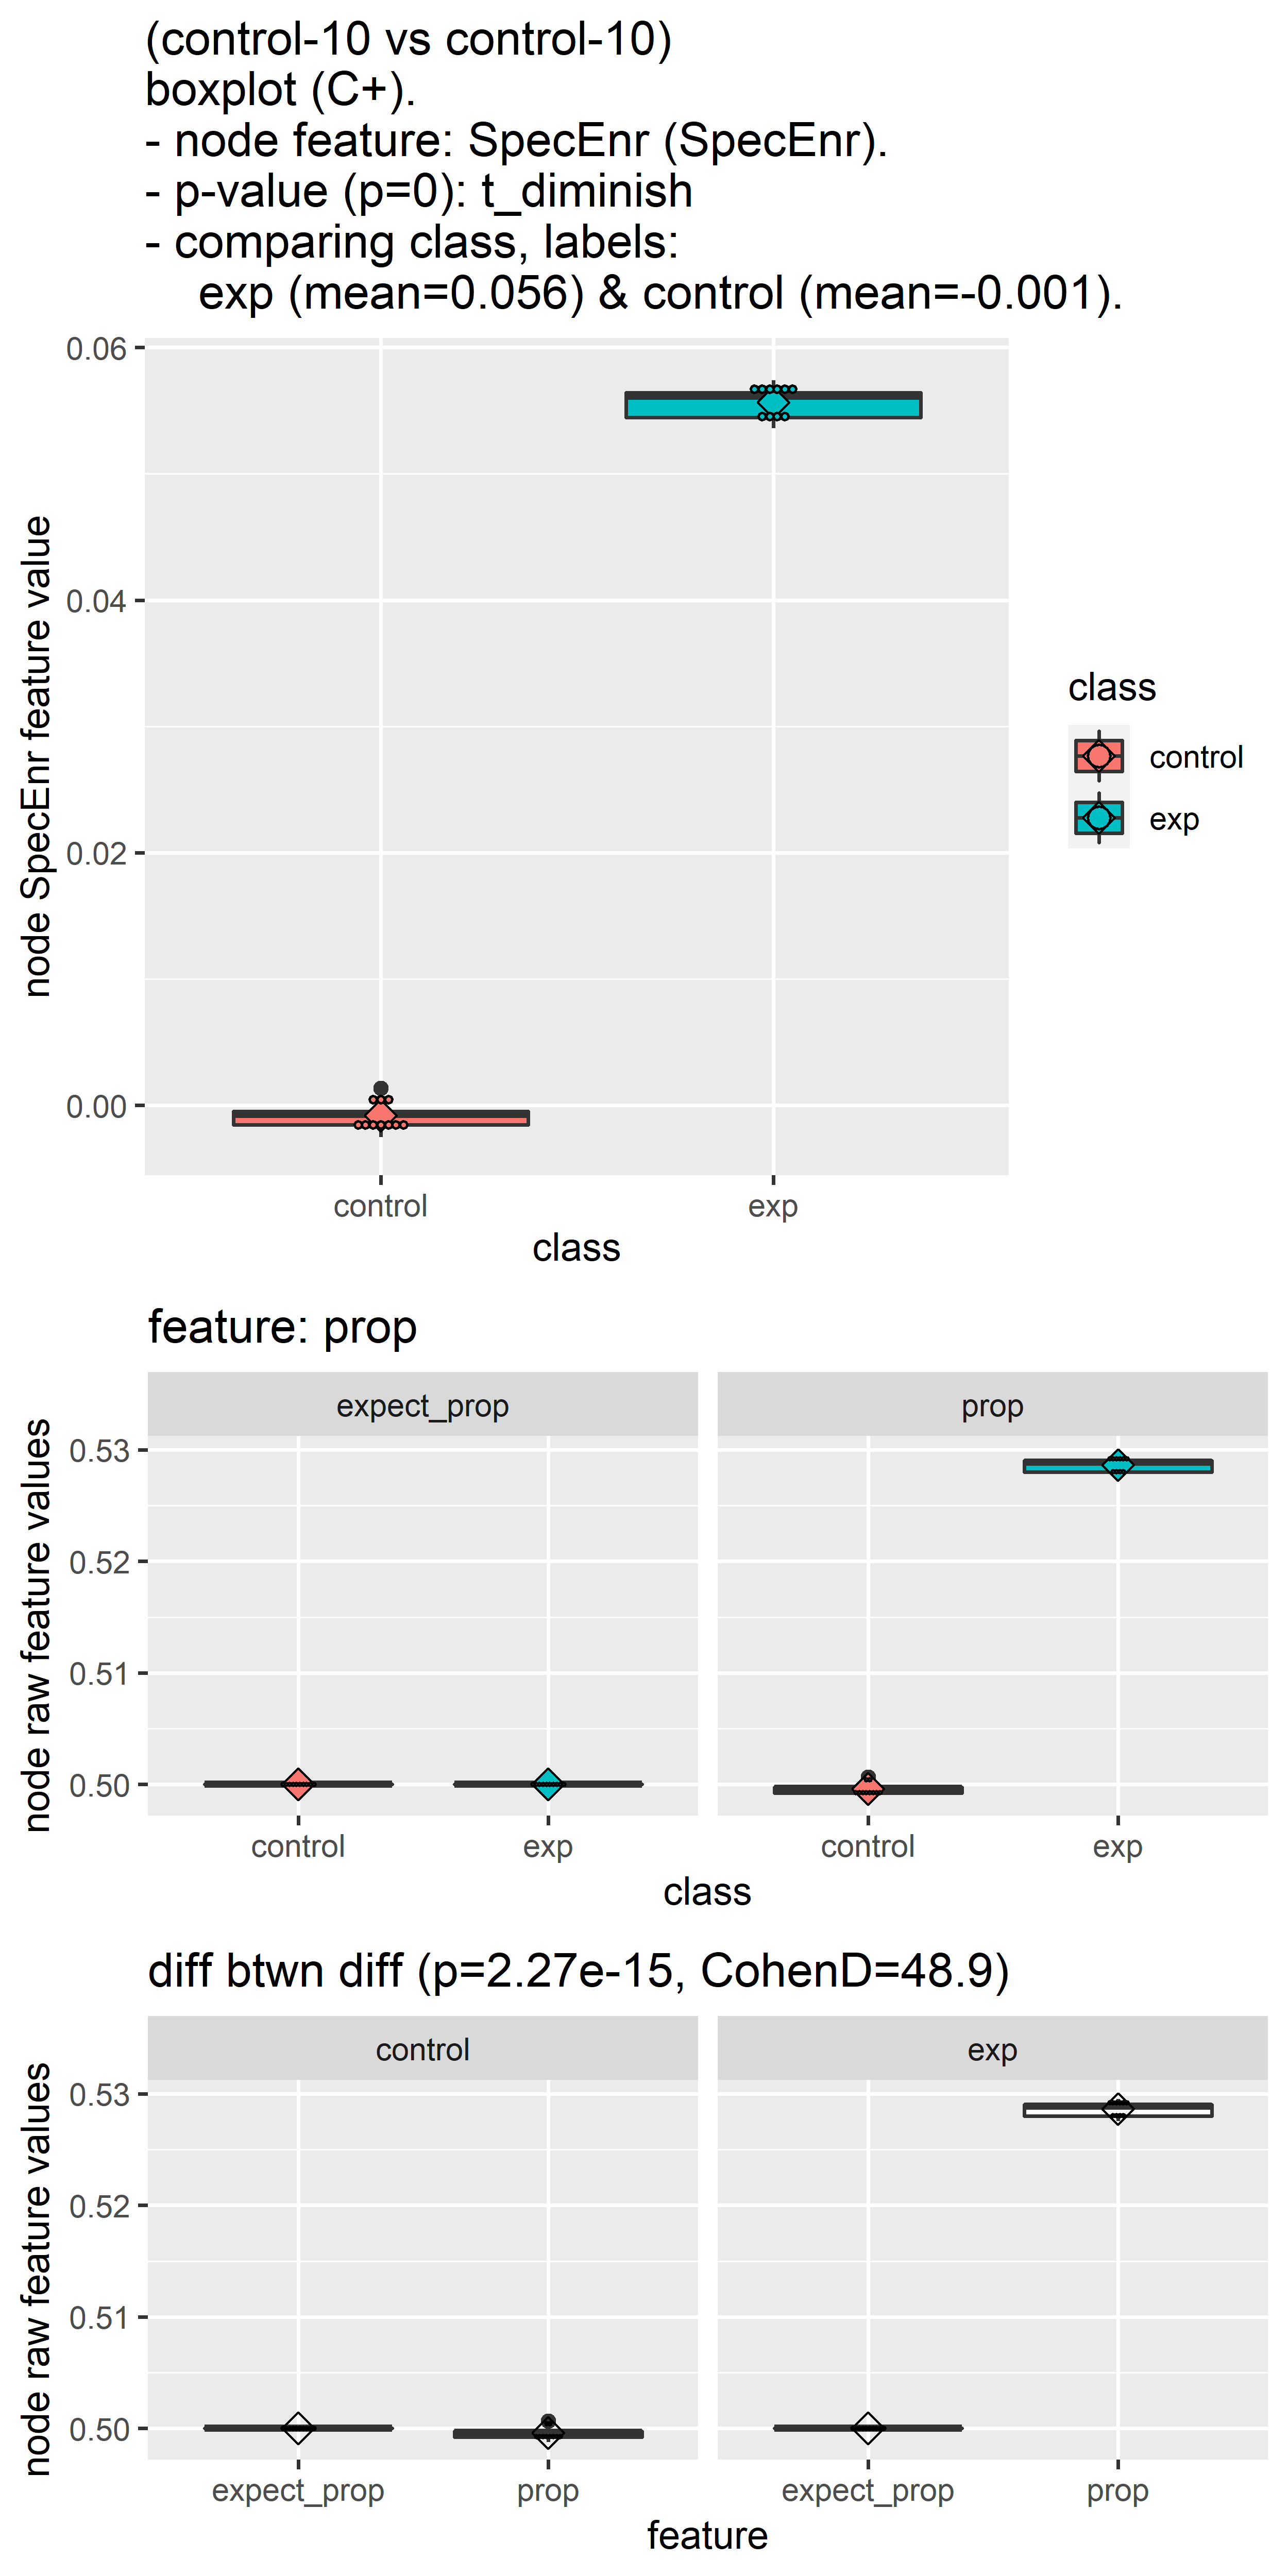 (control-10 vs control-10)
boxplot (C+).
- node feature: SpecEnr (SpecEnr).
- p-value (p=0): t_diminish
- comparing class, labels:
exp (mean=0.056) & control (mean=-0.001).
node SpecEnr feature value
0.06
0.04
0.02
0.00
control
exp
class
class
control
exp
feature: prop
node raw feature values
expect_prop
prop
0.53
0.52
0.51
0.50
control
exp
control
exp
class
diff btwn diff (p=2.27e-15, CohenD=48.9)
node raw feature values
control
exp
0.53
0.52
0.51
0.50
expect_prop
prop
expect_prop
prop
feature